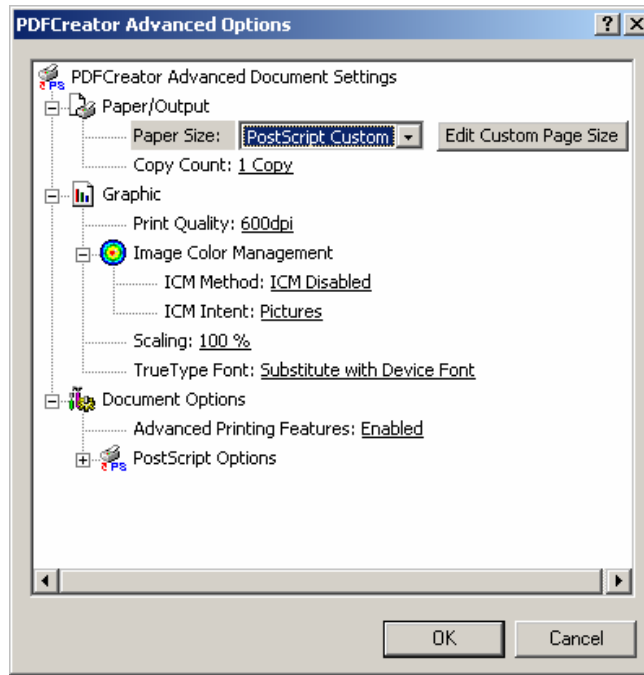 PDFCreator Advanced Options
PDFCreator Advanced Document Settings
Paper/Output
Paper Size: PostScript Custom Edit Custom Page Size
Copy Count: 1 Copy
Graphic
Print Quality: 600dpi
Image Color Management
ICM Method: ICM Disabled
ICM Intent: Pictures
Scaling: 100 %
TrueType Font: Substitute with Device Font
Document Options
Advanced Printing Features: Enabled
PostScript Options
OK Cancel